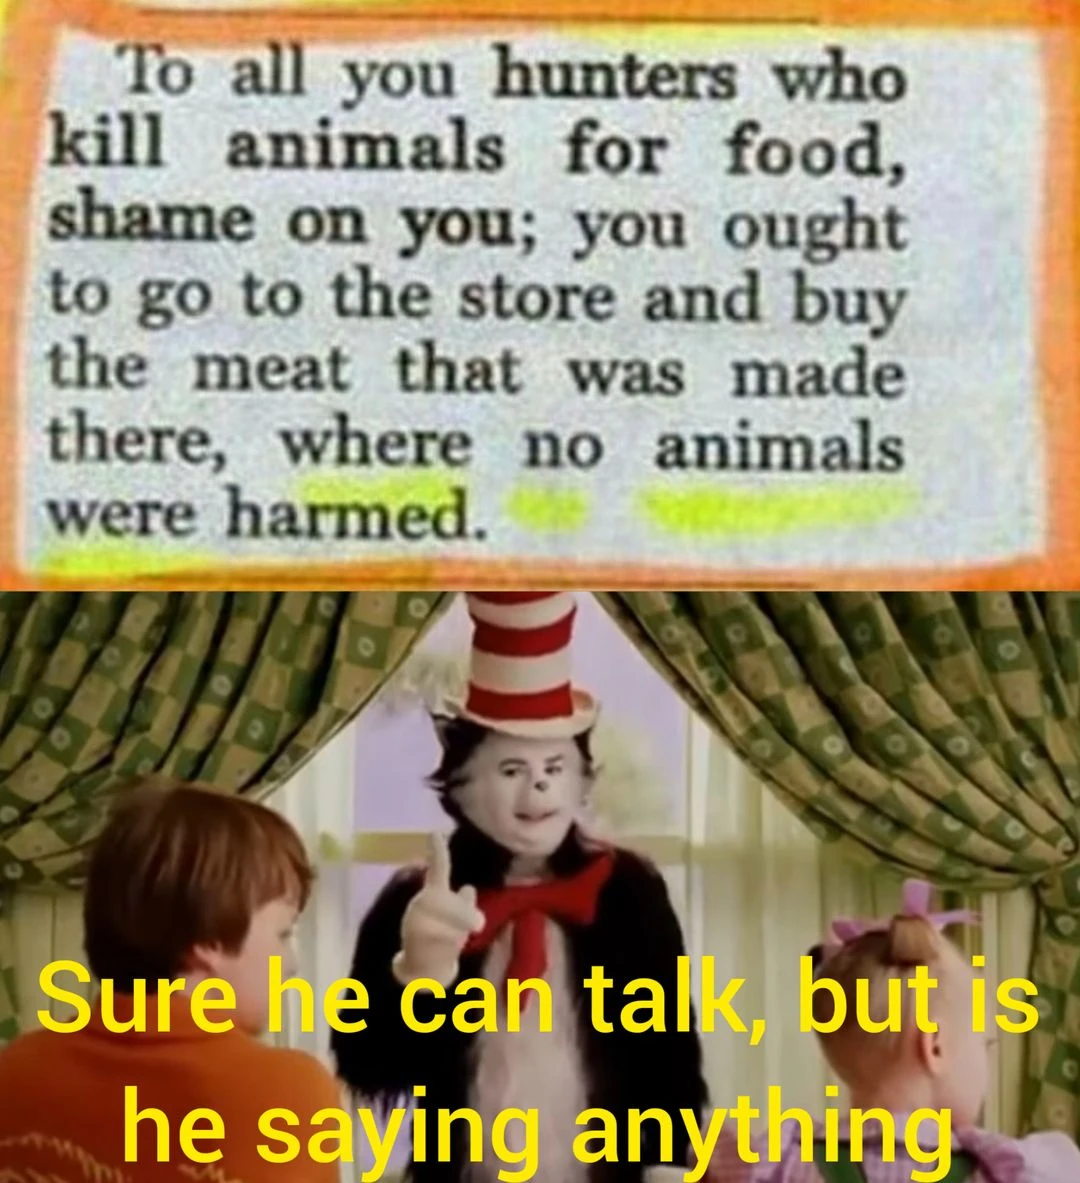 To all you hunters who
kill animals for food,
shame on you; you ought
to go to the store and buy
the meat that was made
there, where no animals
were harmed.
Sure he can talk, but is
he saying anything